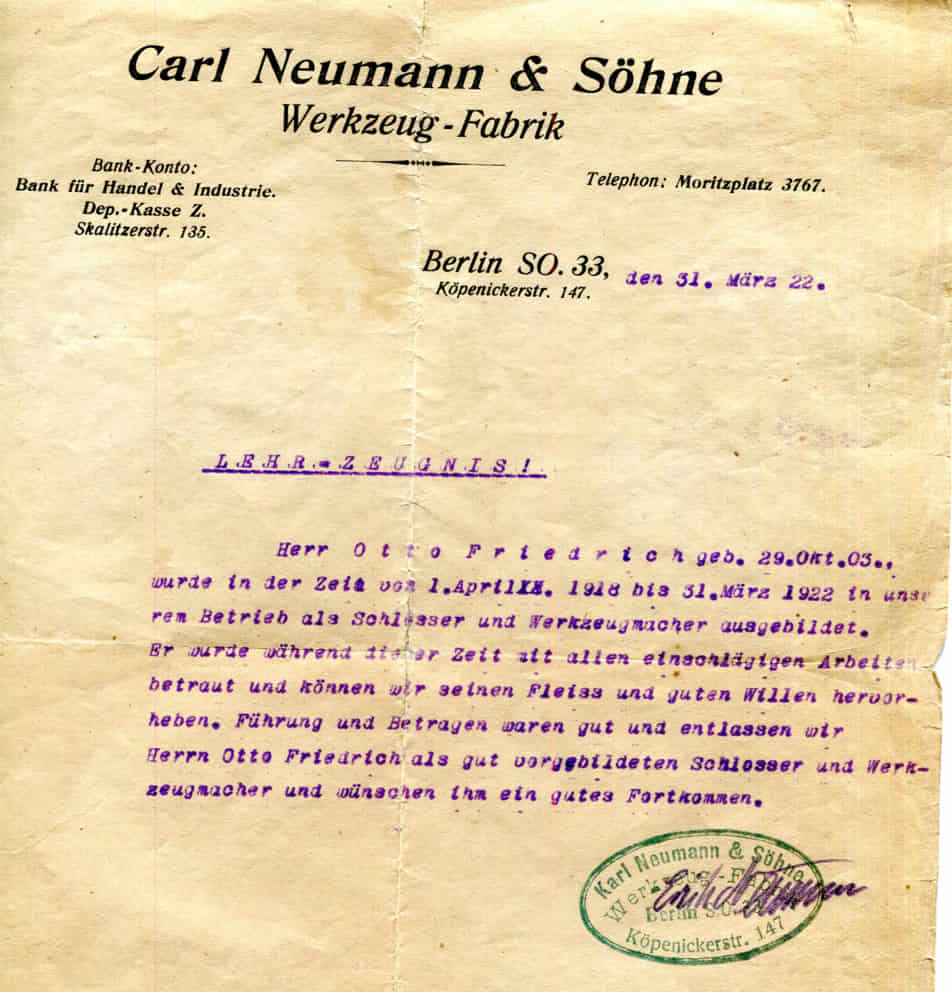 Carl Neumann & Söhne
Werkzeug-Fabrik
Bank-Konto:
Bank für Handel & Industrie.
Dep.-Kasse Z.
Skalitzerstr. 135.
Telephon: Moritzplatz 3767.
Berlin SO. 33, den 31. März 22.
Köpenickerstr. 147.
LEHR-ZEUGNIS!
Herr Otto Friedrich geb. 29.Okt.03.,
wurde in der Zeit vom 1.April 1918 bis 31.März 1922 in unse
rem Betrieb als Schlosser und Werkzeugmacher ausgebildet.
Er wurde während dieser Zeit mit allen einschlägigen Arbeiten
betraut und können wir seinen Fleiss und guten Willen hervor-
heben. Führung und Betragen waren gut und entlassen wir
Herrn Otto Friedrich als gut vorgebildeten Schlosser und Werk-
zeugmacher und wünschen ihm ein gutes Fortkommen.
Karl Neumann & Söhne
Werkzeug-Fabrik
Berlin S.O.
Köpenickerstr. 147